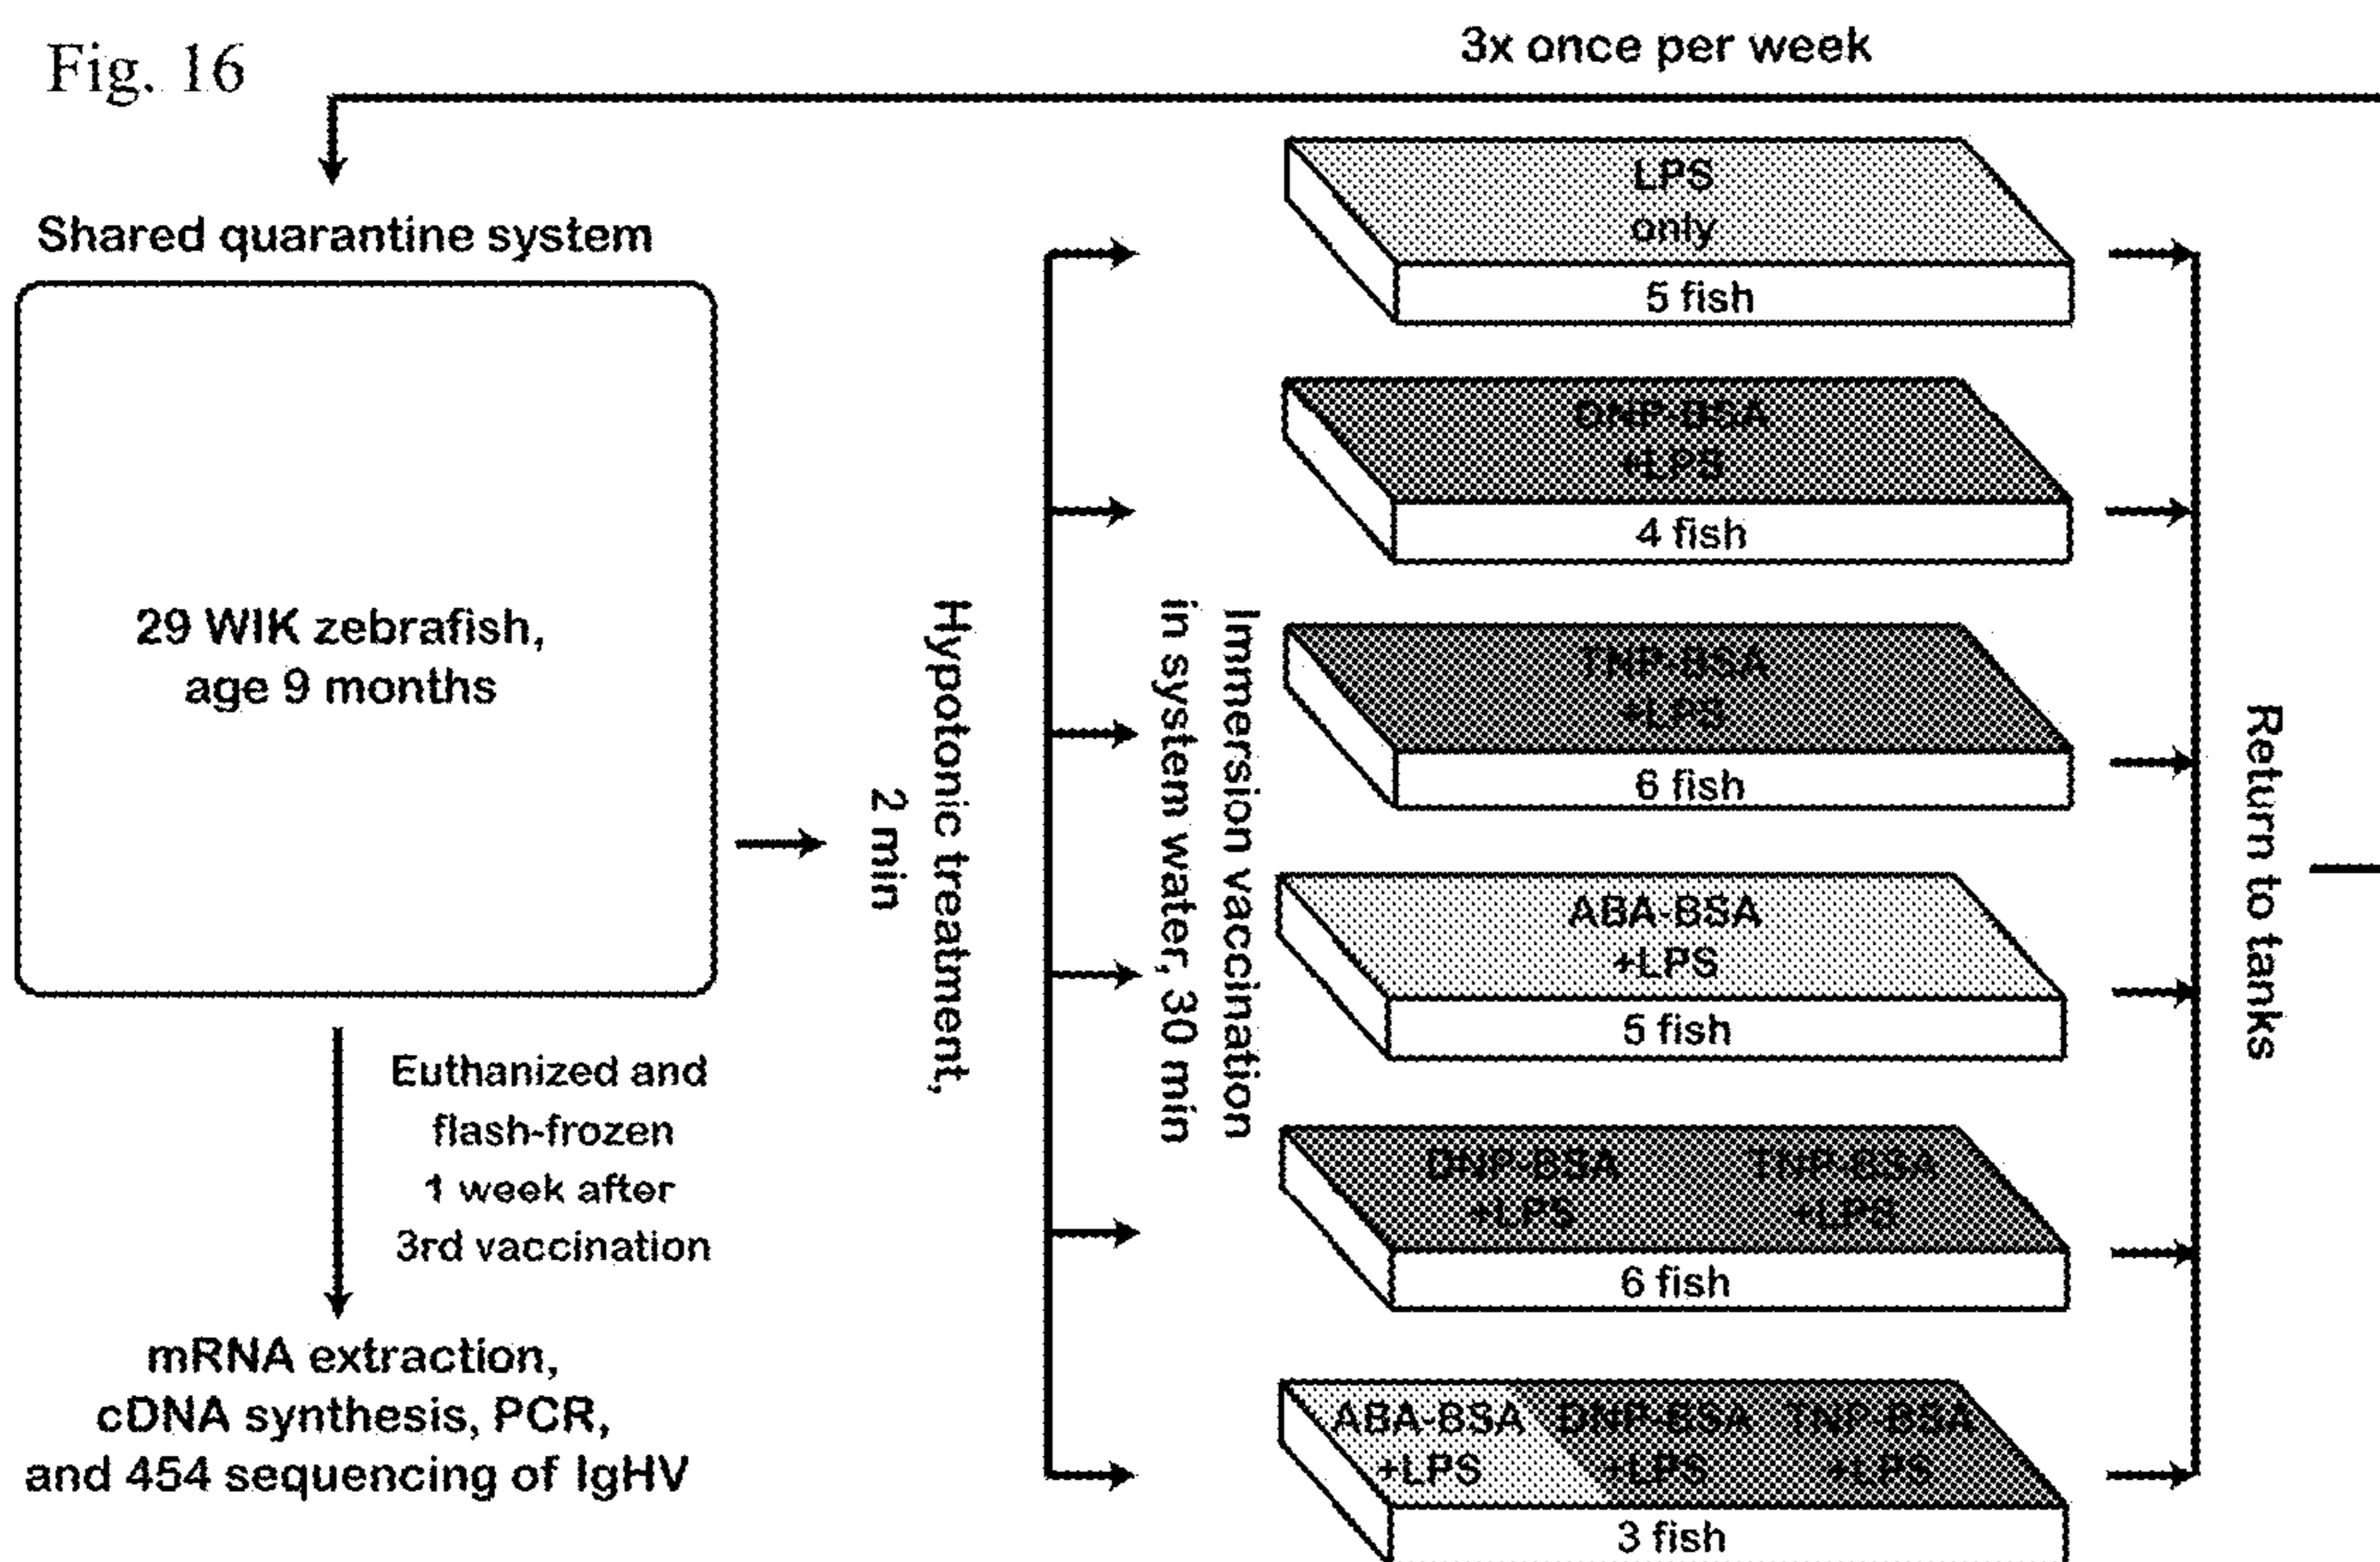 Fig. 16
3x once per week
Shared quarantine system
29 WIK zebrafish,
age 9 months
Euthanized and
flash-frozen
1 week after
3rd vaccination
mRNA extraction,
cDNA synthesis, PCR,
and 454 sequencing of IgHV
Hypotonic treatment,
2 min
Immersion vaccination
in system water, 30 min
LPS
only
5 fish
DNP-BSA
+LPS
4 fish
TNP-BSA
+LPS
6 fish
ABA-BSA
+LPS
5 fish
DNP-BSA TNP-BSA
+LPS +LPS
6 fish
ABA-BSA DNP-BSA TNP-BSA
+LPS +LPS +LPS
3 fish
Return to tanks